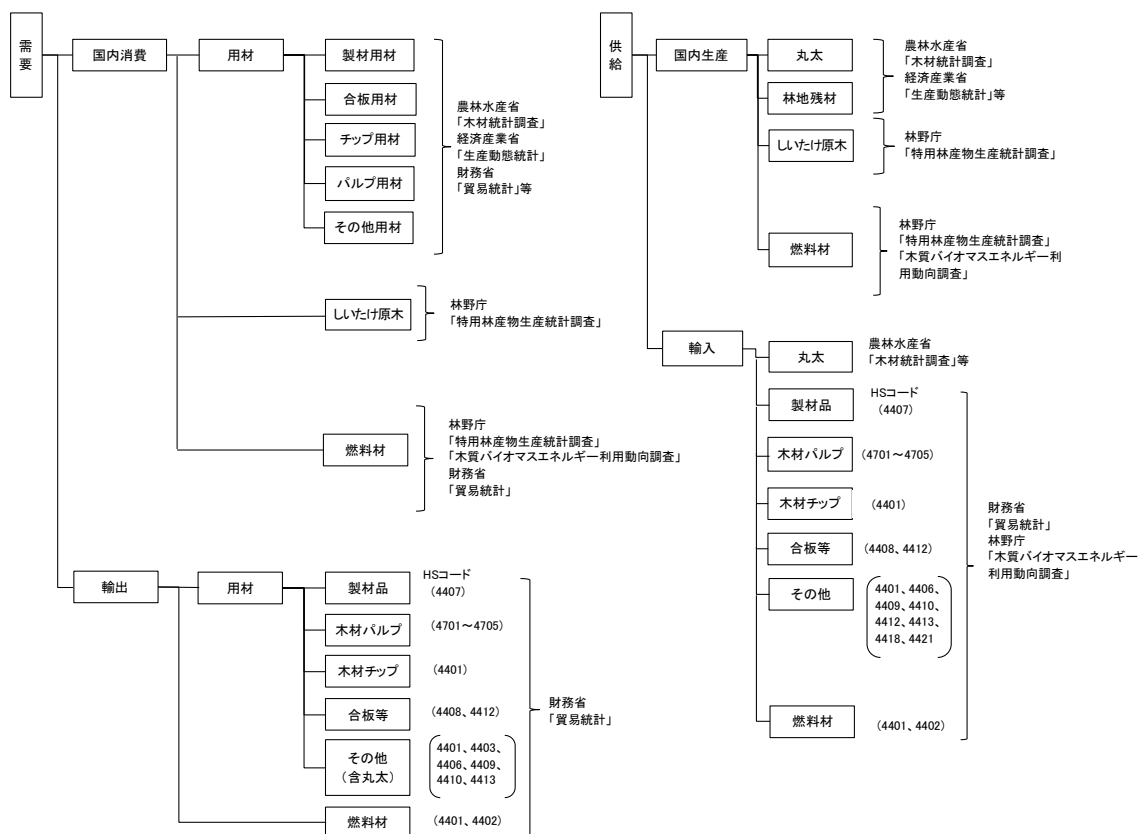 需要
国内消費
用材
製材用材
合板用材
チップ用材
パルプ用材
その他用材
農林水産省
「木材統計調査」
経済産業省
「生産動態統計」
財務省
「貿易統計」等
しいたけ原木
林野庁
「特用林産物生産統計調査」
燃料材
林野庁
「特用林産物生産統計調査」
「木質バイオマスエネルギー利用動向調査」
財務省
「貿易統計」
輸出
用材
製材品
HSコード
(4407)
木材パルプ
(4701～4705)
木材チップ
(4401)
合板等
(4408、4412)
その他
(含丸太)
4401、4403、
4406、4409、
4410、4413
燃料材
(4401、4402)
財務省
「貿易統計」
供給
国内生産
丸太
林地残材
農林水産省
「木材統計調査」
経済産業省
「生産動態統計」等
しいたけ原木
林野庁
「特用林産物生産統計調査」
燃料材
林野庁
「特用林産物生産統計調査」
「木質バイオマスエネルギー利
用動向調査」
輸入
丸太
農林水産省
「木材統計調査」等
製材品
HSコード
(4407)
木材パルプ
(4701～4705)
木材チップ
(4401)
合板等
(4408、4412)
その他
4401、4406、
4409、4410、
4412、4413、
4418、4421
燃料材
(4401、4402)
財務省
「貿易統計」
林野庁
「木質バイオマスエネルギー
利用動向調査」